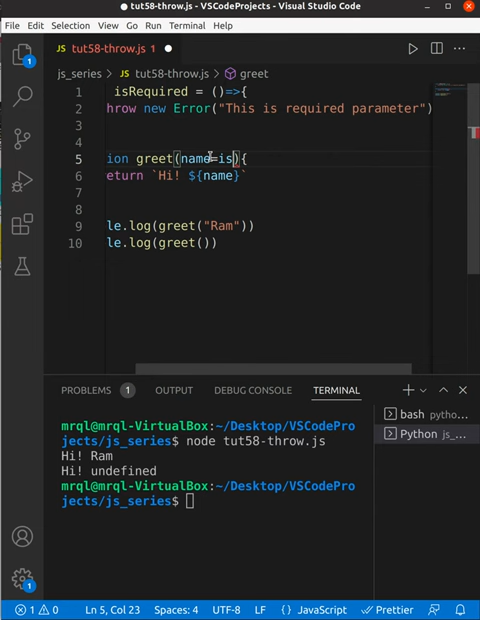 tut58-throw.js - VSCodeProjects - Visual Studio Code
File Edit Selection View Go Run Terminal Help
JS tut58-throw.js 1
js_series > JS tut58-throw.js > greet
1 isRequired = ()=>{
2 hrow new Error("This is required parameter")
3
4
5 ion greet(name=is){
6 eturn `Hi! ${name}`
7
8
9 le.log(greet("Ram"))
10 le.log(greet())
PROBLEMS 1 OUTPUT DEBUG CONSOLE TERMINAL
mrql@mrql-VirtualBox:~/Desktop/VSCodePro
jects/js_series$ node tut58-throw.js
Hi! Ram
Hi! undefined
mrql@mrql-VirtualBox:~/Desktop/VSCodePro
jects/js_series$
bash pytho...
Python js_...
1
1
1 0 Ln 5, Col 23 Spaces: 4 UTF-8 LF {} JavaScript Prettier